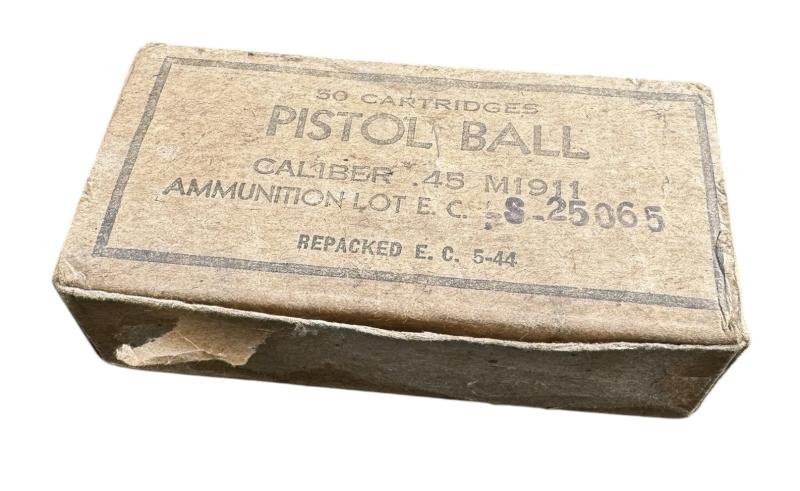 50 CARTRIDGES
PISTOL BALL
CALIBER .45 M1911
AMMUNITION LOT E. C. S-25065
REPACKED E. C. 5-44